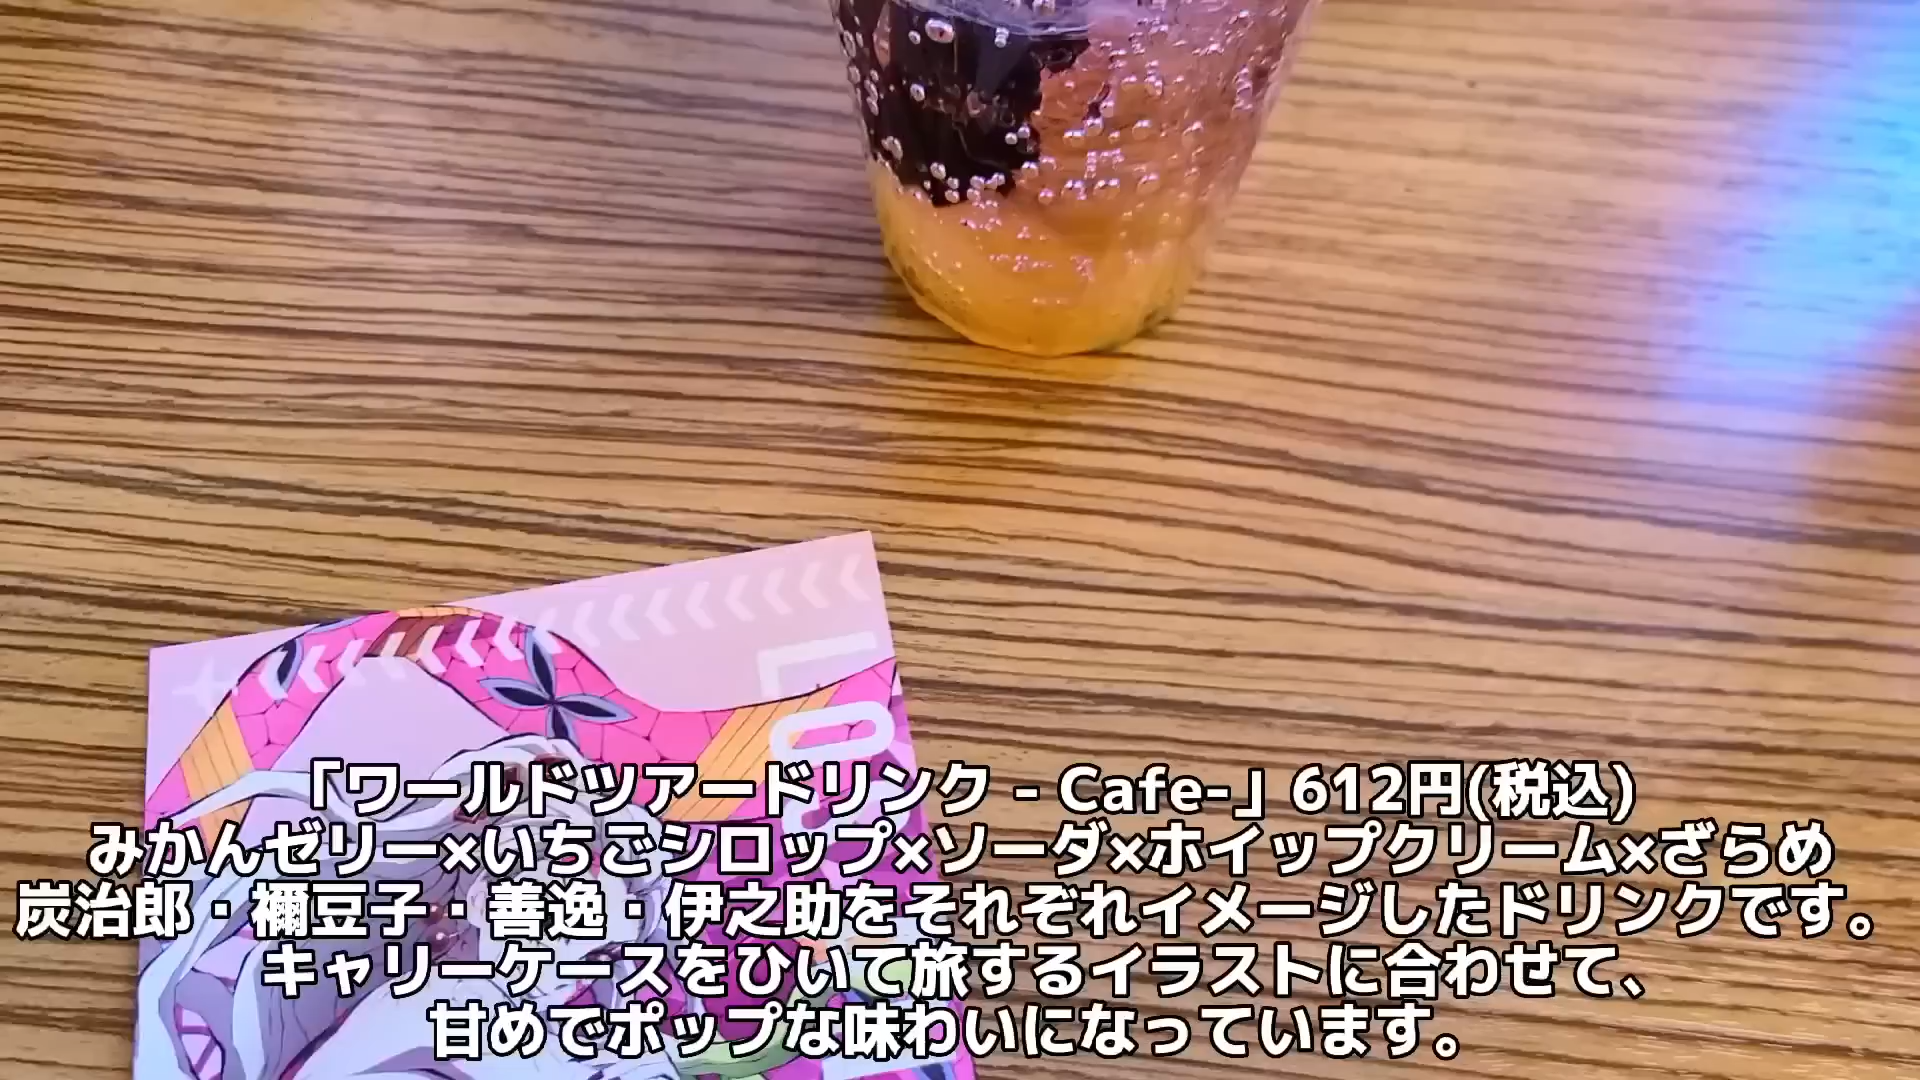 「ワールドツアードリンク - Cafe-」612円(税込)
みかんゼリー×いちごシロップ×ソーダ×ホイップクリーム×ざらめ
炭治郎・禰豆子・善逸・伊之助をそれぞれイメージしたドリンクです。
キャリーケースをひいて旅するイラストに合わせて、
甘めでポップな味わいになっています。